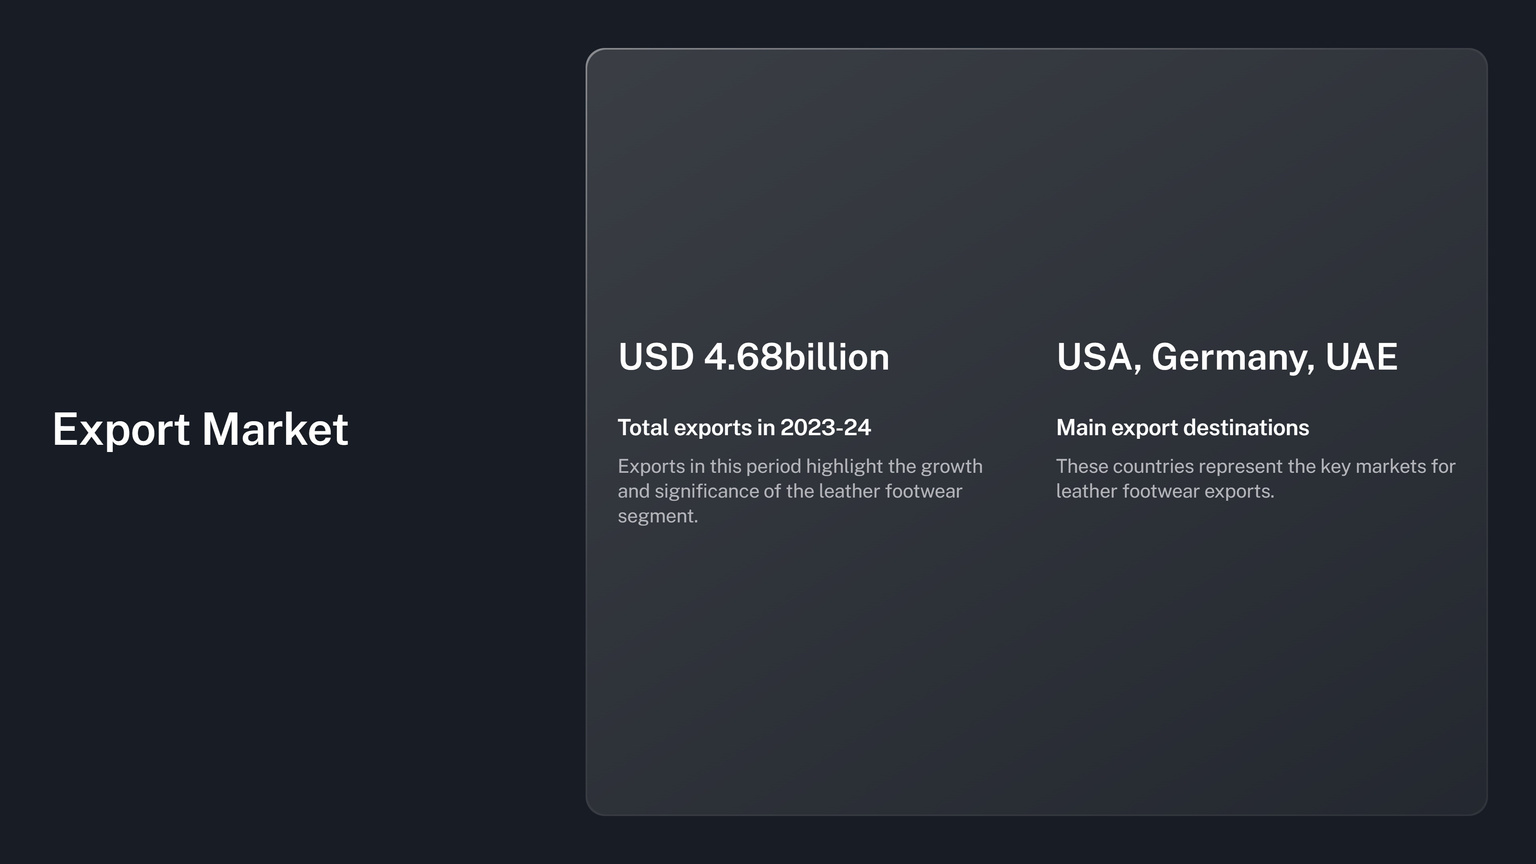 Export Market
USD 4.68billion
Total exports in 2023-24
Exports in this period highlight the growth
and significance of the leather footwear
segment.
USA, Germany, UAE
Main export destinations
These countries represent the key markets for
leather footwear exports.